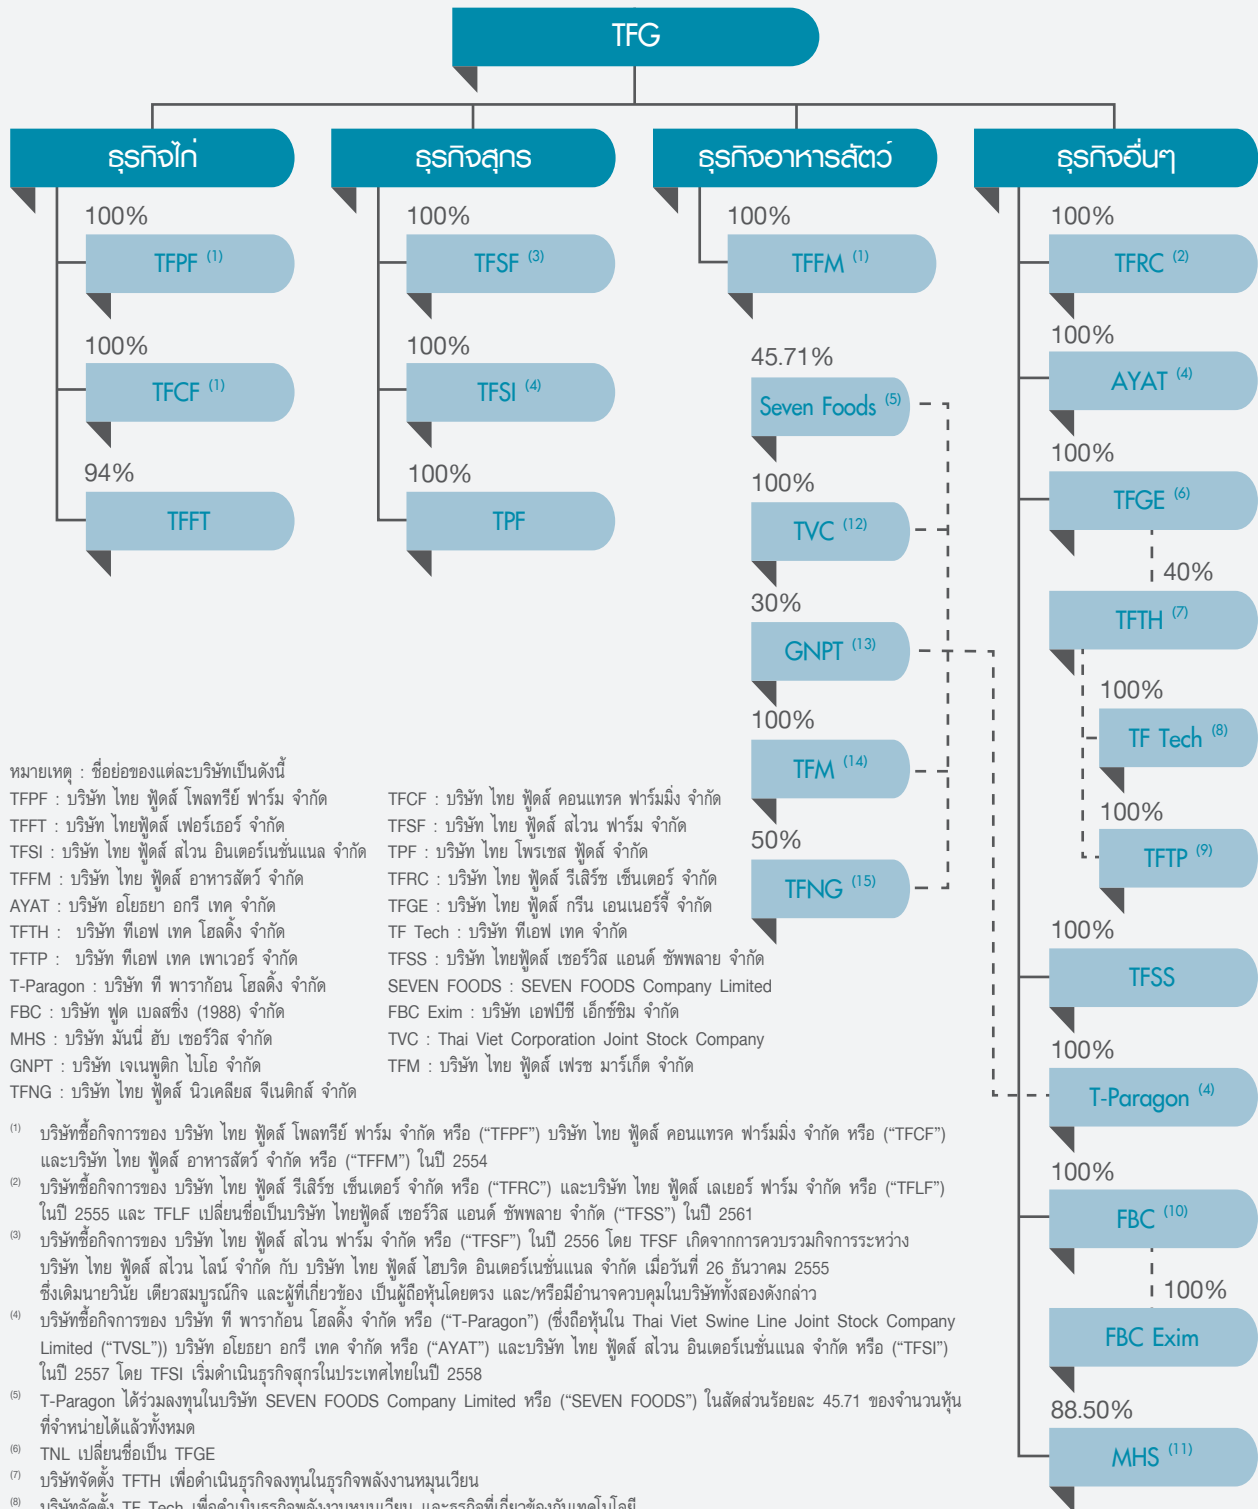 TFG
ธุรกิจไก่
ธุรกิจสุกร
ธุรกิจอาหารสัตว์
ธุรกิจอื่นๆ
100%
TFPF (1)
100%
TFCF (1)
94%
TFFT
100%
TFSF (3)
100%
TFSI (4)
100%
TPF
100%
TFFM (1)
45.71%
Seven Foods (5)
100%
TVC (12)
30%
GNPT (13)
100%
TFM (14)
50%
TFNG (15)
100%
TFRC (2)
100%
AYAT (4)
100%
TFGE (6)
40%
TFTH (7)
100%
TF Tech (8)
100%
TFTP (9)
100%
TFSS
100%
T-Paragon (4)
100%
FBC (10)
100%
FBC Exim
88.50%
MHS (11)
หมายเหตุ : ชื่อย่อของแต่ละบริษัทเป็นดังนี้
TFPF : บริษัท ไทย ฟู้ดส์ โพลทรีย์ ฟาร์ม จำกัด
TFCF : บริษัท ไทย ฟู้ดส์ คอนแทรค ฟาร์มมิ่ง จำกัด
TFFT : บริษัท ไทยฟู้ดส์ เฟอร์เธอร์ จำกัด
TFSF : บริษัท ไทย ฟู้ดส์ สไวน ฟาร์ม จำกัด
TFSI : บริษัท ไทย ฟู้ดส์ สไวน อินเตอร์เนชั่นแนล จำกัด
TPF : บริษัท ไทย โพรเซส ฟู้ดส์ จำกัด
TFFM : บริษัท ไทย ฟู้ดส์ อาหารสัตว์ จำกัด
TFRC : บริษัท ไทย ฟู้ดส์ รีเสิร์ช เซ็นเตอร์ จำกัด
AYAT : บริษัท อโยธยา อกรี เทค จำกัด
TFGE : บริษัท ไทย ฟู้ดส์ กรีน เอนเนอร์จี้ จำกัด
TFTH : บริษัท ทีเอฟ เทค โฮลดิ้ง จำกัด
TF Tech : บริษัท ทีเอฟ เทค จำกัด
TFTP : บริษัท ทีเอฟ เทค เพาเวอร์ จำกัด
TFSS : บริษัท ไทยฟู้ดส์ เซอร์วิส แอนด์ ซัพพลาย จำกัด
T-Paragon : บริษัท ที พาราก้อน โฮลดิ้ง จำกัด
SEVEN FOODS : SEVEN FOODS Company Limited
FBC : บริษัท ฟูด เบลสซิ่ง (1988) จำกัด
FBC Exim : บริษัท เอฟบีซี เอ็กซ์ซิม จำกัด
MHS : บริษัท มันนี่ ฮับ เซอร์วิส จำกัด
TVC : Thai Viet Corporation Joint Stock Company
GNPT : บริษัท เจเนพูติก ไบโอ จำกัด
TFM : บริษัท ไทย ฟู้ดส์ เฟรช มาร์เก็ต จำกัด
TFNG : บริษัท ไทย ฟู้ดส์ นิวเคลียส จีเนติกส์ จำกัด
(1) บริษัทซื้อกิจการของ บริษัท ไทย ฟู้ดส์ โพลทรีย์ ฟาร์ม จำกัด หรือ (“TFPF”) บริษัท ไทย ฟู้ดส์ คอนแทรค ฟาร์มมิ่ง จำกัด หรือ (“TFCF”)
และบริษัท ไทย ฟู้ดส์ อาหารสัตว์ จำกัด หรือ (“TFFM”) ในปี 2554
(2) บริษัทซื้อกิจการของ บริษัท ไทย ฟู้ดส์ รีเสิร์ช เซ็นเตอร์ จำกัด หรือ (“TFRC”) และบริษัท ไทย ฟู้ดส์ เลเยอร์ ฟาร์ม จำกัด หรือ (“TFLF”)
ในปี 2555 และ TFLF เปลี่ยนชื่อเป็นบริษัท ไทยฟู้ดส์ เซอร์วิส แอนด์ ซัพพลาย จำกัด (“TFSS”) ในปี 2561
(3) บริษัทซื้อกิจการของ บริษัท ไทย ฟู้ดส์ สไวน ฟาร์ม จำกัด หรือ (“TFSF”) ในปี 2556 โดย TFSF เกิดจากการควบรวมกิจการระหว่าง
บริษัท ไทย ฟู้ดส์ สไวน ไลน์ จำกัด กับ บริษัท ไทย ฟู้ดส์ ไฮบริด อินเตอร์เนชั่นแนล จำกัด เมื่อวันที่ 26 ธันวาคม 2555
ซึ่งเดิมนายวินัย เตียวสมบูรณ์กิจ และผู้ที่เกี่ยวข้อง เป็นผู้ถือหุ้นโดยตรง และ/หรือมีอำนาจควบคุมในบริษัททั้งสองดังกล่าว
(4) บริษัทซื้อกิจการของ บริษัท ที พาราก้อน โฮลดิ้ง จำกัด หรือ (“T-Paragon”) (ซึ่งถือหุ้นใน Thai Viet Swine Line Joint Stock Company
Limited (“TVSL”)) บริษัท อโยธยา อกรี เทค จำกัด หรือ (“AYAT”) และบริษัท ไทย ฟู้ดส์ สไวน อินเตอร์เนชั่นแนล จำกัด หรือ (“TFSI”)
ในปี 2557 โดย TFSI เริ่มดำเนินธุรกิจสุกรในประเทศไทยในปี 2558
(5) T-Paragon ได้ร่วมลงทุนในบริษัท SEVEN FOODS Company Limited หรือ (“SEVEN FOODS”) ในสัดส่วนร้อยละ 45.71 ของจำนวนหุ้น
ที่จำหน่ายได้แล้วทั้งหมด
(6) TNL เปลี่ยนชื่อเป็น TFGE
(7) บริษัทจัดตั้ง TFTH เพื่อดำเนินธุรกิจลงทุนในธุรกิจพลังงานหมุนเวียน
(8) บริษัทจัดตั้ง TF Tech เพื่อดำเนินธุรกิจพลังงานหมุนเวียน และธุรกิจที่เกี่ยวข้องกับเทคโนโลยี